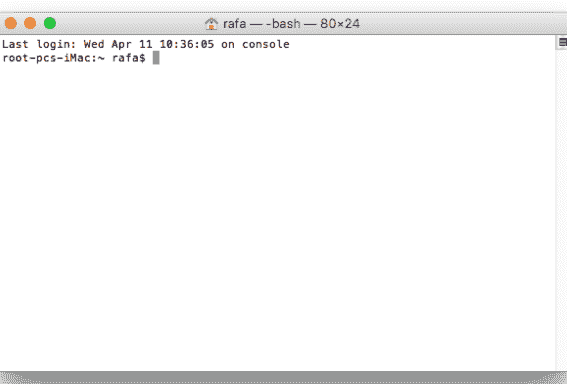 rafa — -bash — 80×24
Last login: Wed Apr 11 10:36:05 on console
root-pcs-iMac:~ rafa$